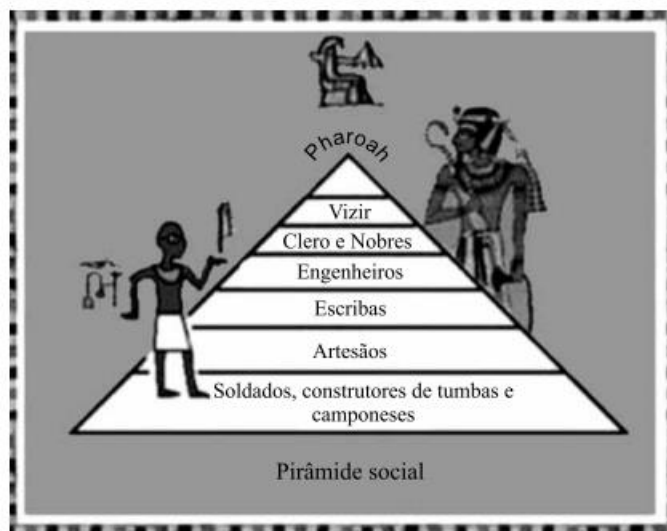 Pharoah
Vizir
Clero e Nobres
Engenheiros
Escribas
Artesãos
Soldados, construtores de tumbas e
camponeses
Pirâmide social